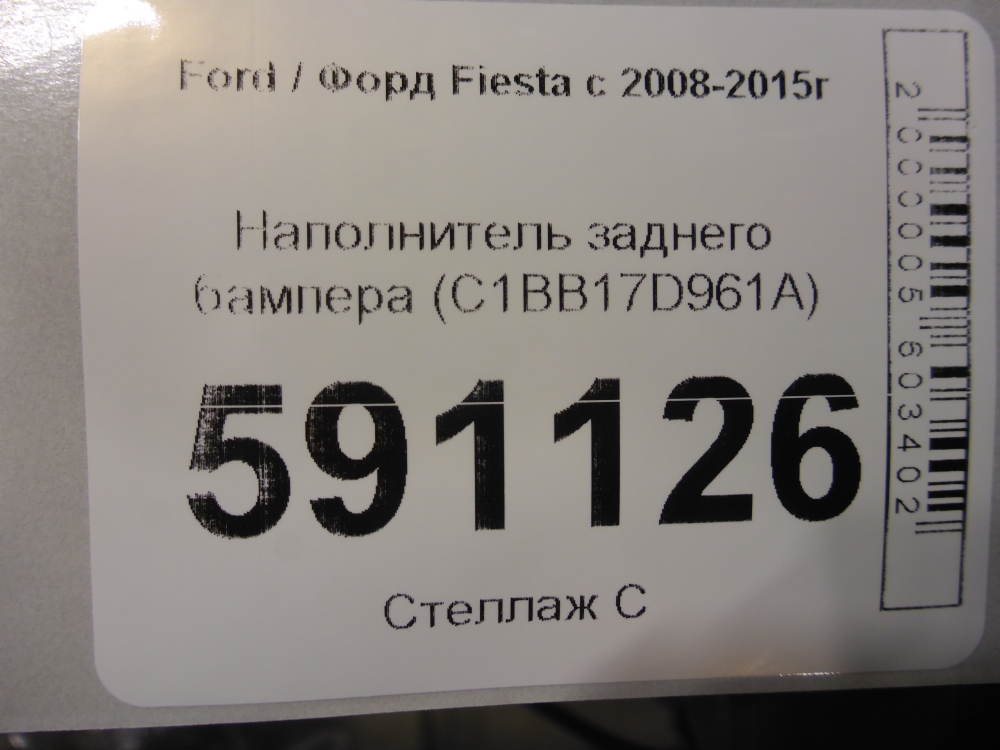 Ford / Форд Fiesta с 2008-2015г
Наполнитель заднего
бампера (C1BB17D961A)
591126
Стеллаж С
2000005603402